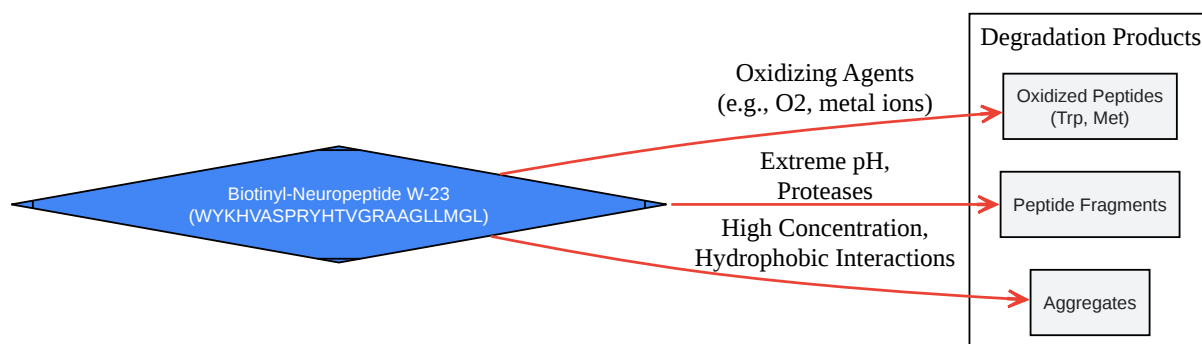 Degradation Products
Oxidizing Agents
(e.g., O2, metal ions)
Oxidized Peptides
(Trp, Met)
Biotinyl-Neuropeptide W-23
(WYKHVASPRYHTVGRAAGLLMGL)
Extreme pH,
Proteases
Peptide Fragments
High Concentration,
Hydrophobic Interactions
Aggregates